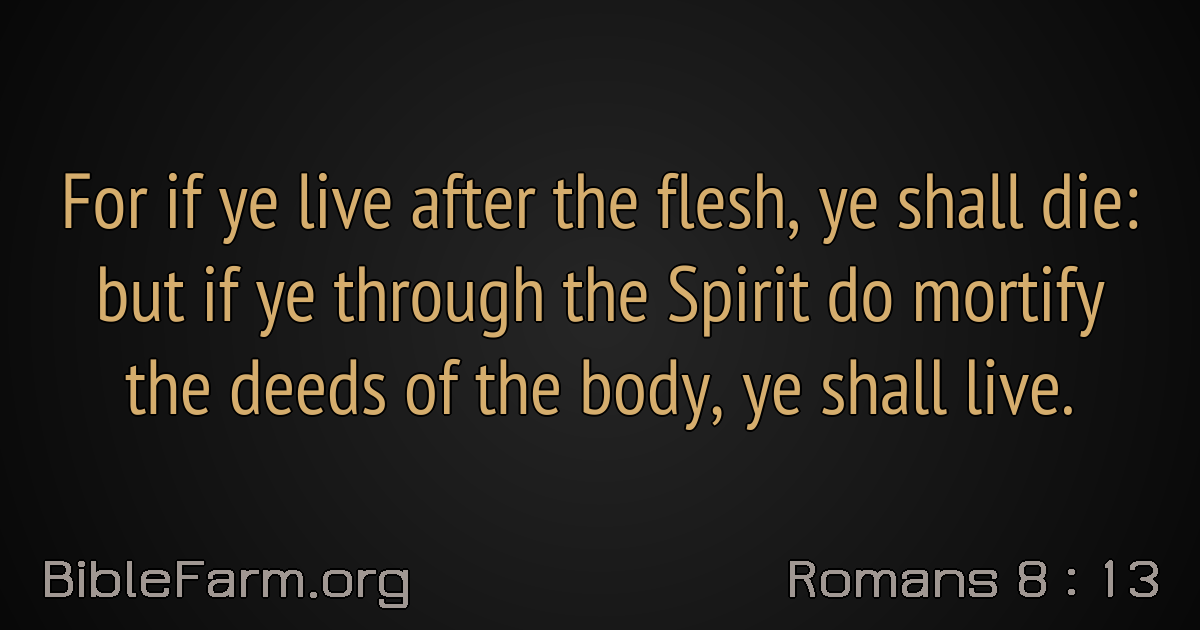 For if ye live after the flesh, ye shall die:
but if ye through the Spirit do mortify
the deeds of the body, ye shall live.
BibleFarm.org
Romans 8 : 13